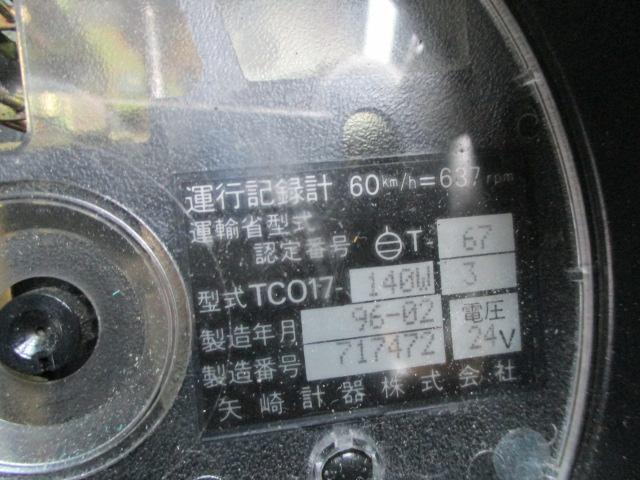 運行記録計 60km/h=637rpm
運輸省型式
認定番号 T-67
型式 TCO17-140W 3
製造年月 96-02 電圧
製造番号 717472 24V
矢崎計器株式会社